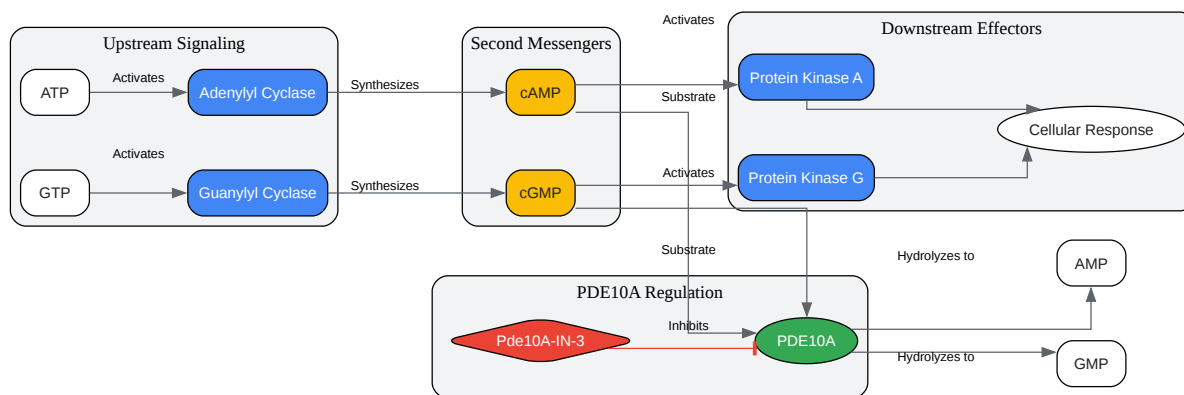 Activates
Upstream Signaling
Second Messengers
Downstream Effectors
ATP
Activates
Adenylyl Cyclase
Synthesizes
cAMP
Substrate
Protein Kinase A
Cellular Response
GTP
Activates
Guanylyl Cyclase
Synthesizes
cGMP
Activates
Protein Kinase G
Substrate
Hydrolyzes to
AMP
PDE10A Regulation
Pde10A-IN-3
Inhibits
PDE10A
Hydrolyzes to
GMP